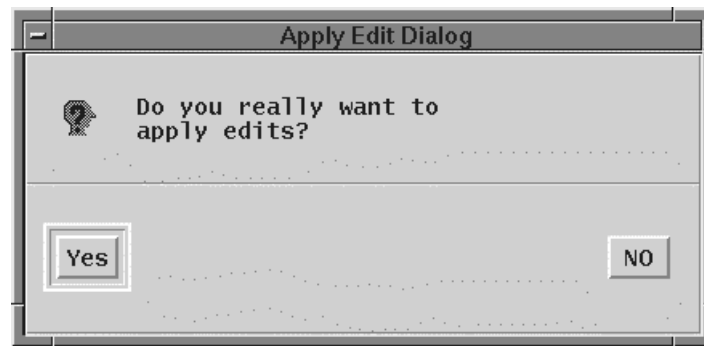 Apply Edit Dialog
Do you really want to
apply edits?
Yes
NO